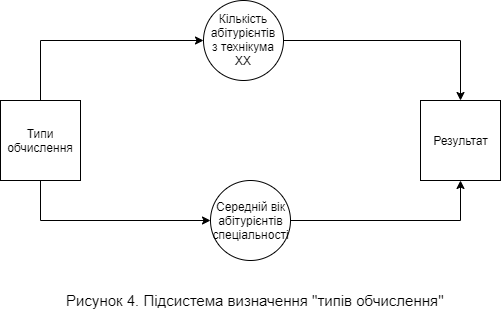 Кількість
абітурієнтів
з технікума
ХХ
Типи
обчислення
Результат
Середній вік
абітурієнтів
спеціальності
Рисунок 4. Підсистема визначення "типів обчислення"